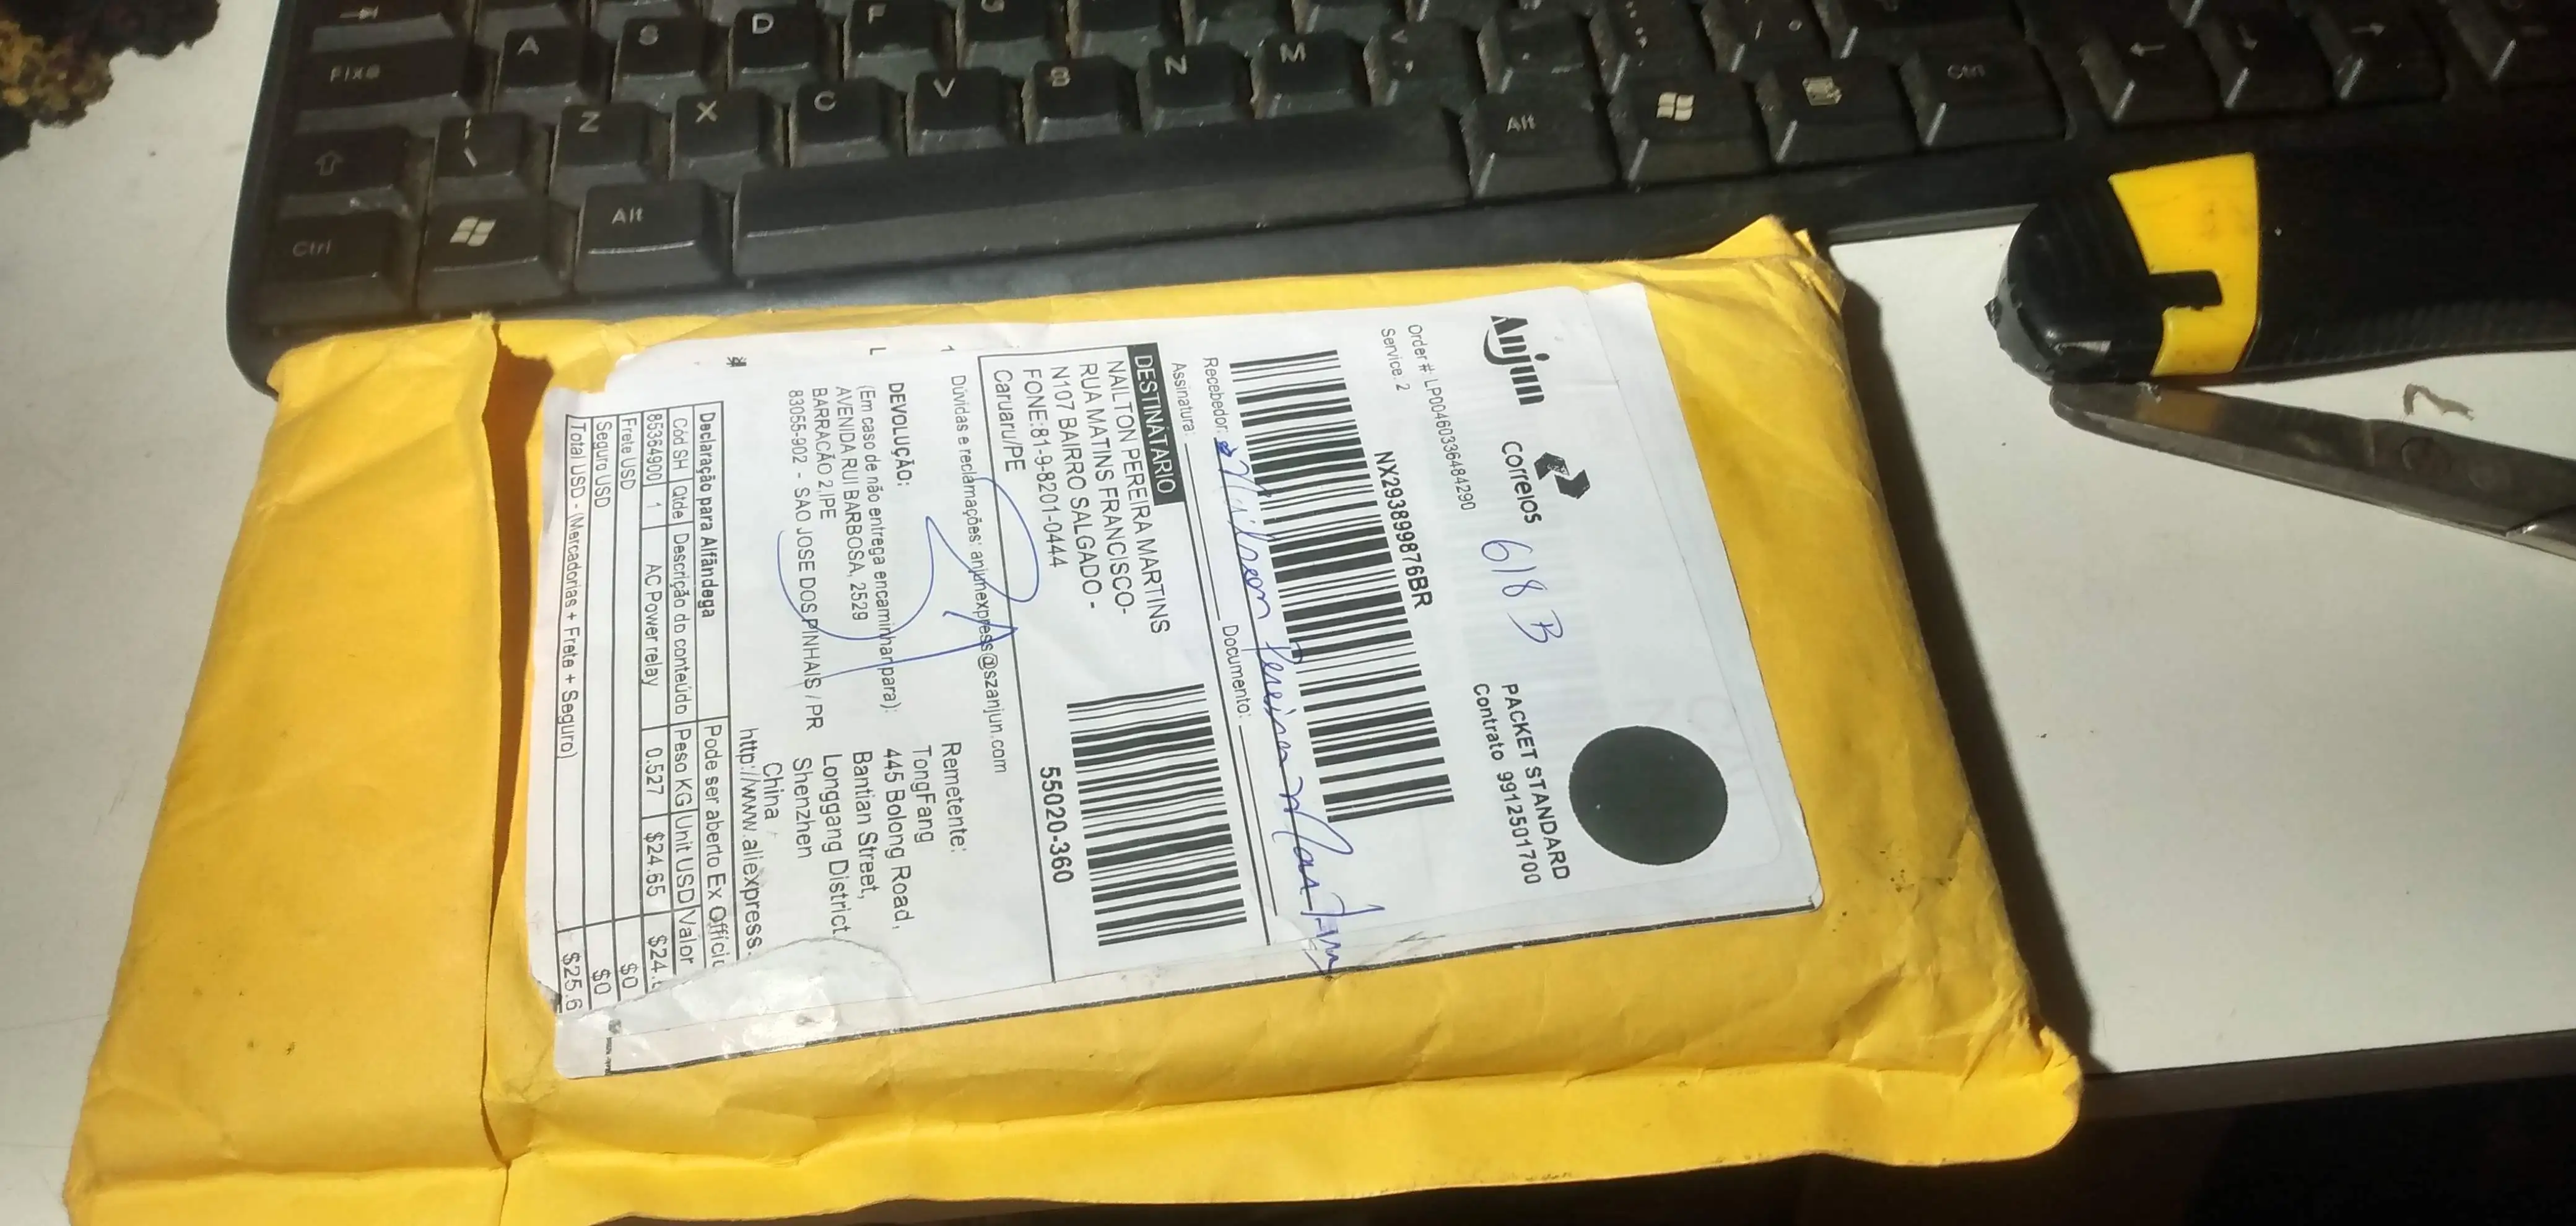 Fixa
A
S
D
F
G
Z
X
C
V
B
N
M
Ctrl
Alt
Alt
Ctrl
Anjun
Correios
618 B
PACKET STANDARD
Contrato 9912501700
Order #: LP00460336484290
Service: 2
NX293899876BR
Recebedor:
Pereira
Assinatura:
Documento:
DESTINATÁRIO
NAILTON PEREIRA MARTINS
RUA MATINS FRANCISCO-
N107 BAIRRO SALGADO -
FONE:81-9-8201-0444
Caruaru/PE
55020-360
Dúvidas e reclamações: anjunexpress@szanjun.com
DEVOLUÇÃO:
(Em caso de não entrega encaminhar para):
AVENIDA RUI BARBOSA, 2529
BARRACÃO 2,IPE
83055-902 - SAO JOSE DOS PINHAIS / PR
Remetente:
TongFang
445 Bolong Road,
Bantian Street,
Longgang District
Shenzhen
China
http://www.aliexpress.
Declaração para Alfândega Pode ser aberto Ex Offici
Cód SH Qtde Descrição do conteúdo Peso KG Unit USD Valor
85364900 1 AC Power relay 0.527 $24.65 $24.
Frete USD $0
Seguro USD $0
Total USD - (Mercadorias + Frete + Seguro) $25.6